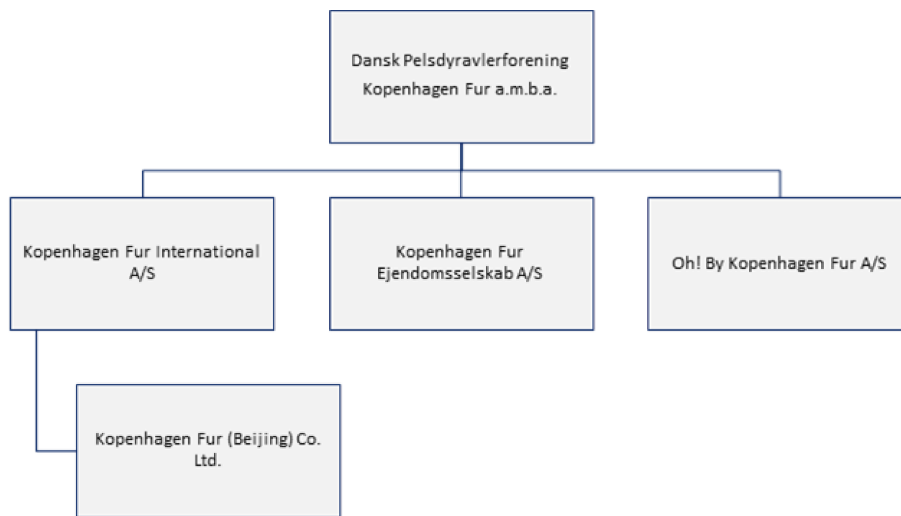 Dansk Pelsdyravlerforening
Kopenhagen Fur a.m.b.a.
Kopenhagen Fur International
A/S
Kopenhagen Fur
Ejendomsselskab A/S
Oh! By Kopenhagen Fur A/S
Kopenhagen Fur (Beijing) Co.
Ltd.